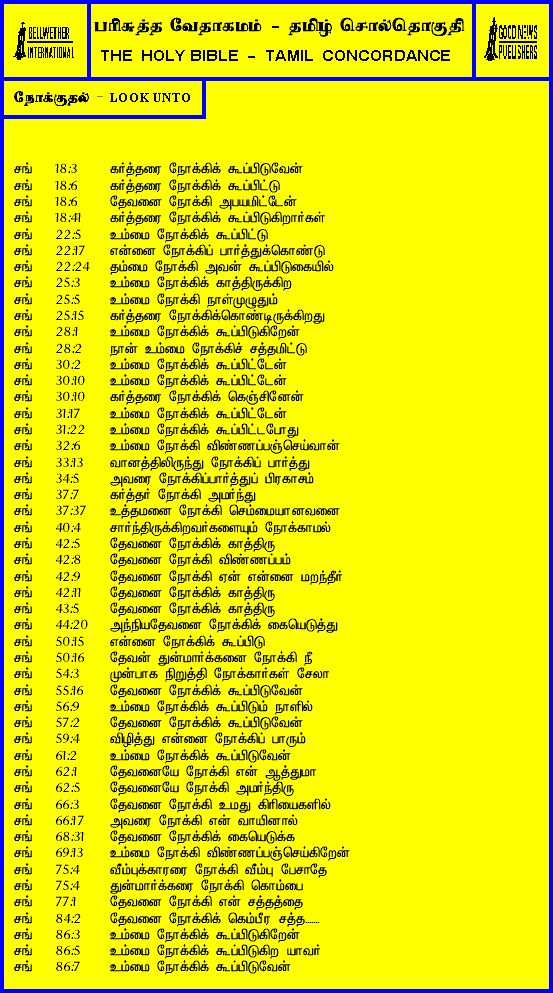 BELLWETHER
INTERNATIONAL
பரிசுத்த வேதாகமம் - தமிழ் சொல்தொகுதி
THE HOLY BIBLE - TAMIL CONCORDANCE
GOOD NEWS
PUBLISHERS
நோக்குதல் - LOOK UNTO
சங் 18:3 கர்த்தரை நோக்கிக் கூப்பிடுவேன்
சங் 18:6 கர்த்தரை நோக்கிக் கூப்பிட்டு
சங் 18:6 தேவனை நோக்கி அபயமிட்டேன்
சங் 18:41 கர்த்தரை நோக்கிக் கூப்பிடுகிறார்கள்
சங் 22:5 உம்மை நோக்கிக் கூப்பிட்டு
சங் 22:17 என்னை நோக்கிப் பார்த்துக்கொண்டு
சங் 22:24 தம்மை நோக்கி அவன் கூப்பிடுகையில்
சங் 25:3 உம்மை நோக்கிக் காத்திருக்கிற
சங் 25:5 உம்மை நோக்கி நாள்முழுதும்
சங் 25:15 கர்த்தரை நோக்கிக்கொண்டிருக்கிறது
சங் 28:1 உம்மை நோக்கிக் கூப்பிடுகிறேன்
சங் 28:2 நான் உம்மை நோக்கிச் சத்தமிட்டு
சங் 30:2 உம்மை நோக்கிக் கூப்பிட்டேன்
சங் 30:10 உம்மை நோக்கிக் கூப்பிட்டேன்
சங் 30:10 கர்த்தரை நோக்கிக் கெஞ்சினேன்
சங் 31:17 உம்மை நோக்கிக் கூப்பிட்டேன்
சங் 31:22 உம்மை நோக்கிக் கூப்பிட்டபோது
சங் 32:6 உம்மை நோக்கி விண்ணப்பஞ்செய்வான்
சங் 33:13 வானத்திலிருந்து நோக்கிப் பார்த்து
சங் 34:5 அவரை நோக்கிப்பார்த்துப் பிரகாசம்
சங் 37:7 கர்த்தர் நோக்கி அமர்ந்து
சங் 37:37 உத்தமனை நோக்கி செம்மையானவனை
சங் 40:4 சார்ந்திருக்கிறவர்களையும் நோக்காமல்
சங் 42:5 தேவனை நோக்கிக் காத்திரு
சங் 42:8 தேவனை நோக்கி விண்ணப்பம்
சங் 42:9 தேவனை நோக்கி ஏன் என்னை மறந்தீர்
சங் 42:11 தேவனை நோக்கிக் காத்திரு
சங் 43:5 தேவனை நோக்கிக் காத்திரு
சங் 44:20 அந்நியதேவனை நோக்கிக் கையெடுத்து
சங் 50:15 என்னை நோக்கிக் கூப்பிடு
சங் 50:16 தேவன் துன்மார்க்கனை நோக்கி நீ
சங் 54:3 முன்பாக நிறுத்தி நோக்கார்கள் சேலா
சங் 55:16 தேவனை நோக்கிக் கூப்பிடுவேன்
சங் 56:9 உம்மை நோக்கிக் கூப்பிடும் நாளில்
சங் 57:2 தேவனை நோக்கிக் கூப்பிடுவேன்
சங் 59:4 விழித்து என்னை நோக்கிப் பாரும்
சங் 61:2 உம்மை நோக்கிக் கூப்பிடுவேன்
சங் 62:1 தேவனையே நோக்கி என் ஆத்துமா
சங் 62:5 தேவனையே நோக்கி அமர்ந்திரு
சங் 66:3 தேவனை நோக்கி உமது கிரியைகளில்
சங் 66:17 அவரை நோக்கி என் வாயினால்
சங் 68:31 தேவனை நோக்கிக் கையெடுக்க
சங் 69:13 உம்மை நோக்கி விண்ணப்பஞ்செய்கிறேன்
சங் 75:4 வீம்புக்காரரை நோக்கி வீம்பு பேசாதே
சங் 75:4 துன்மார்க்கரை நோக்கி கொம்பை
சங் 77:1 தேவனை நோக்கி என் சத்தத்தை
சங் 84:2 தேவனை நோக்கிக் கெம்பீர சத்த.......
சங் 86:3 உம்மை நோக்கிக் கூப்பிடுகிறேன்
சங் 86:5 உம்மை நோக்கிக் கூப்பிடுகிற யாவர்
சங் 86:7 உம்மை நோக்கிக் கூப்பிடுவேன்